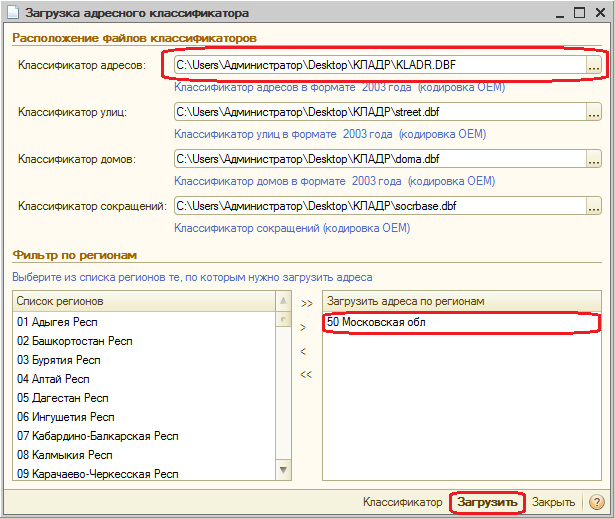 Загрузка адресного классификатора
Расположение файлов классификаторов
Классификатор адресов: C:\Users\Администратор\Desktop\КЛАДР\KLADR.DBF ...
Классификатор адресов в формате 2003 года (кодировка OEM)
Классификатор улиц: C:\Users\Администратор\Desktop\КЛАДР\street.dbf ...
Классификатор улиц в формате 2003 года (кодировка OEM)
Классификатор домов: C:\Users\Администратор\Desktop\КЛАДР\doma.dbf ...
Классификатор домов в формате 2003 года (кодировка OEM)
Классификатор сокращений: C:\Users\Администратор\Desktop\КЛАДР\socrbase.dbf ...
Классификатор сокращений (кодировка OEM)
Фильтр по регионам
Выберите из списка регионов те, по которым нужно загрузить адреса
Список регионов
01 Адыгея Респ
02 Башкортостан Респ
03 Бурятия Респ
04 Алтай Респ
05 Дагестан Респ
06 Ингушетия Респ
07 Кабардино-Балкарская Респ
08 Калмыкия Респ
09 Карачаево-Черкесская Респ
>>
>
<
<<
Загрузить адреса по регионам
50 Московская обл
Классификатор Загрузить Закрыть ?